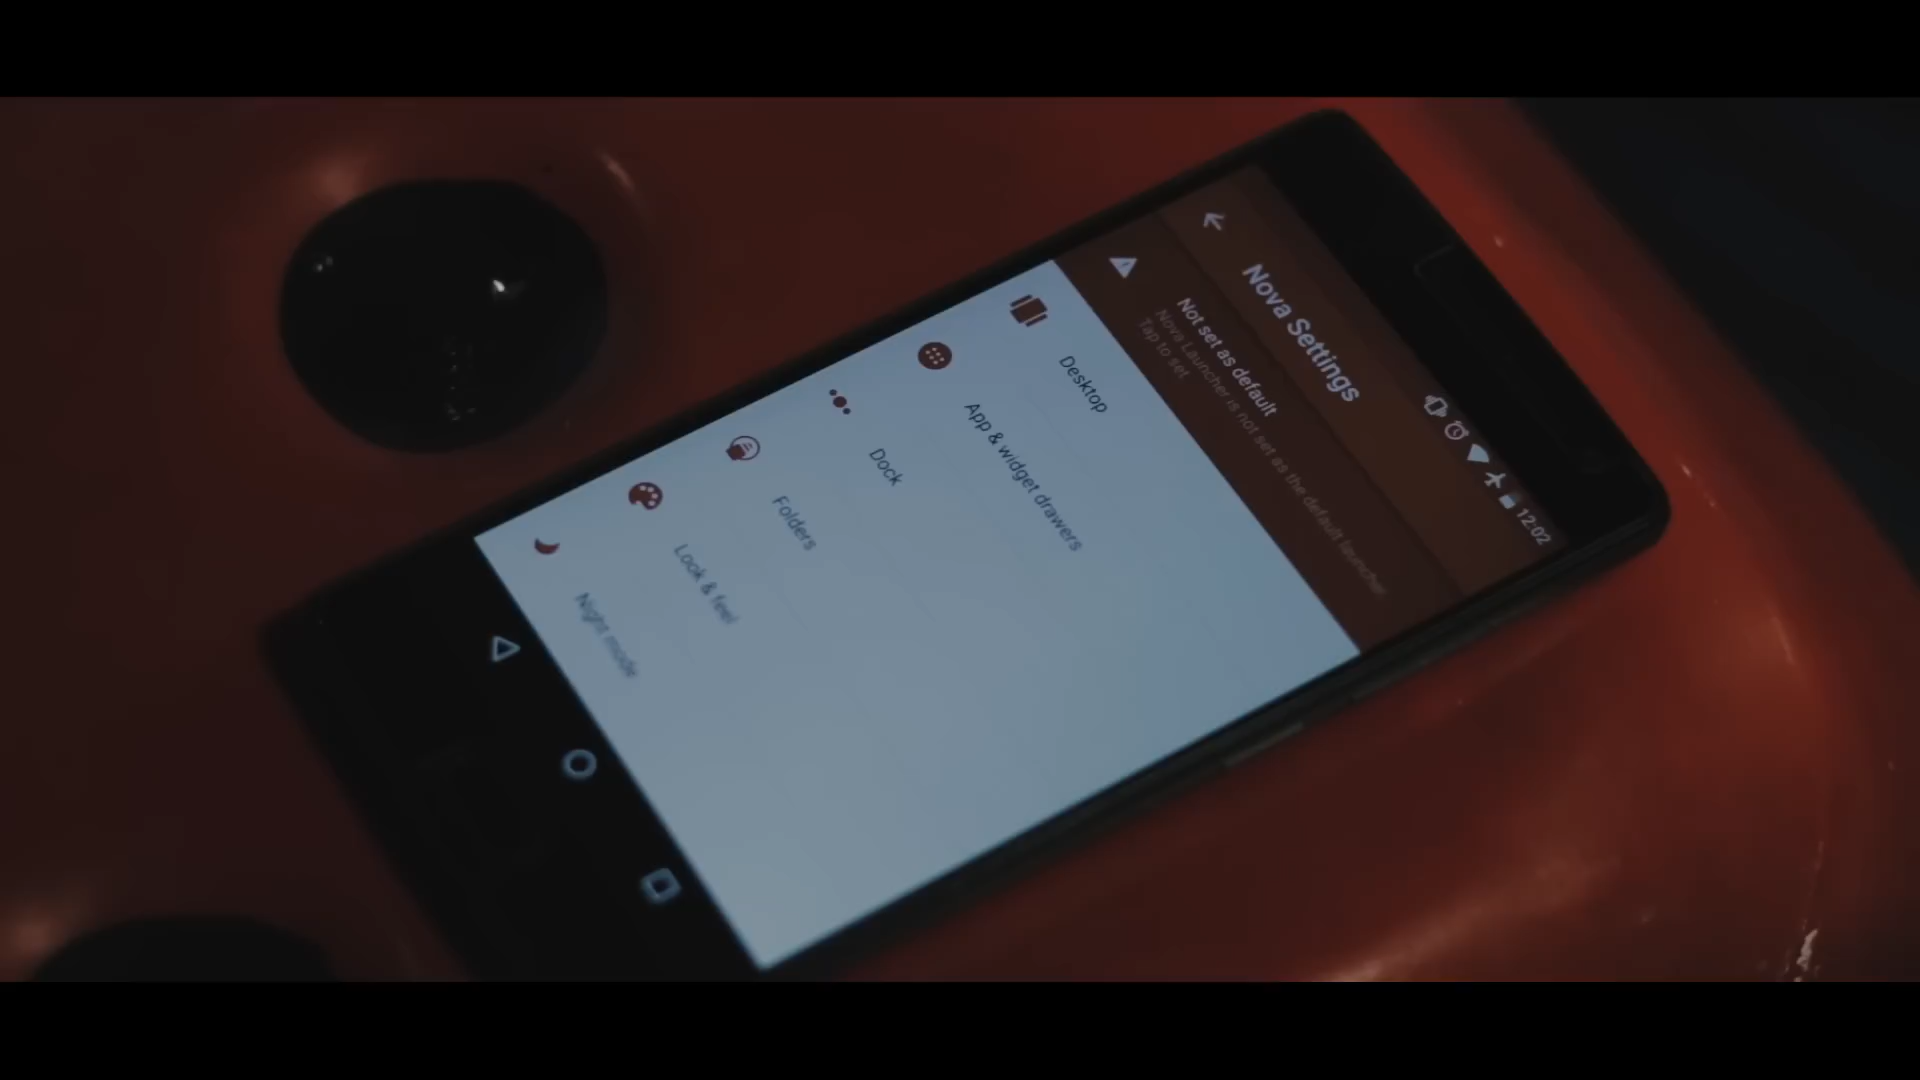 12:02
Nova Settings
Not set as default
Nova Launcher is not set as the default launcher
Tap to set
Desktop
App & widget drawers
Dock
Folders
Look & feel
Night mode